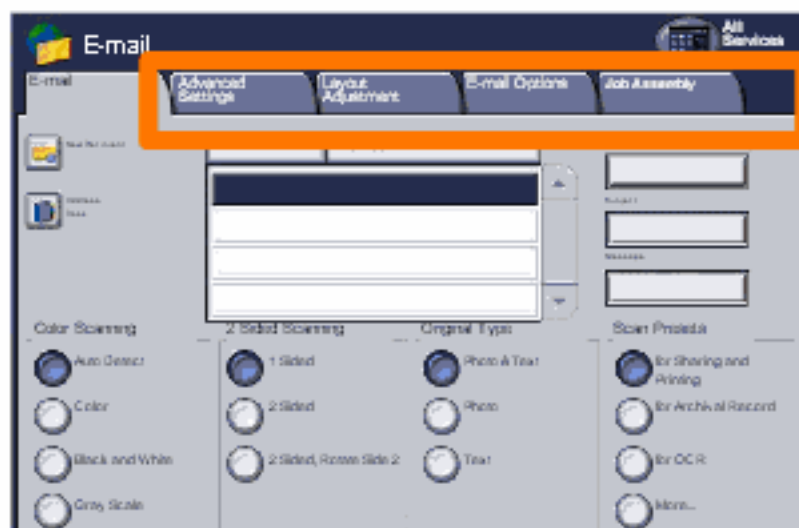 E-mail
All
Services
E-mail
Advanced
Settings
Layout
Adjustment
E-mail Options
Job Assembly
Message
Color Scanning
2 Sided Scanning
Original Type
Scan Presets
Auto Detect
1 Sided
Photo & Text
for Sharing and
Printing
Color
2 Sided
Photo
for Archival Record
Black and White
2 Sided, Rotate Side 2
Text
for OCR
Gray Scale
More...